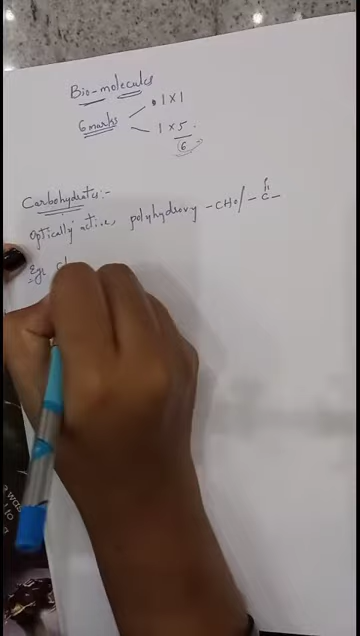 Bio-molecules
6 marks
1 X 1
1 X 5
6
Carbohydrates:-
Optically active, polyhydroxy -CHO/ -C-
Eg: